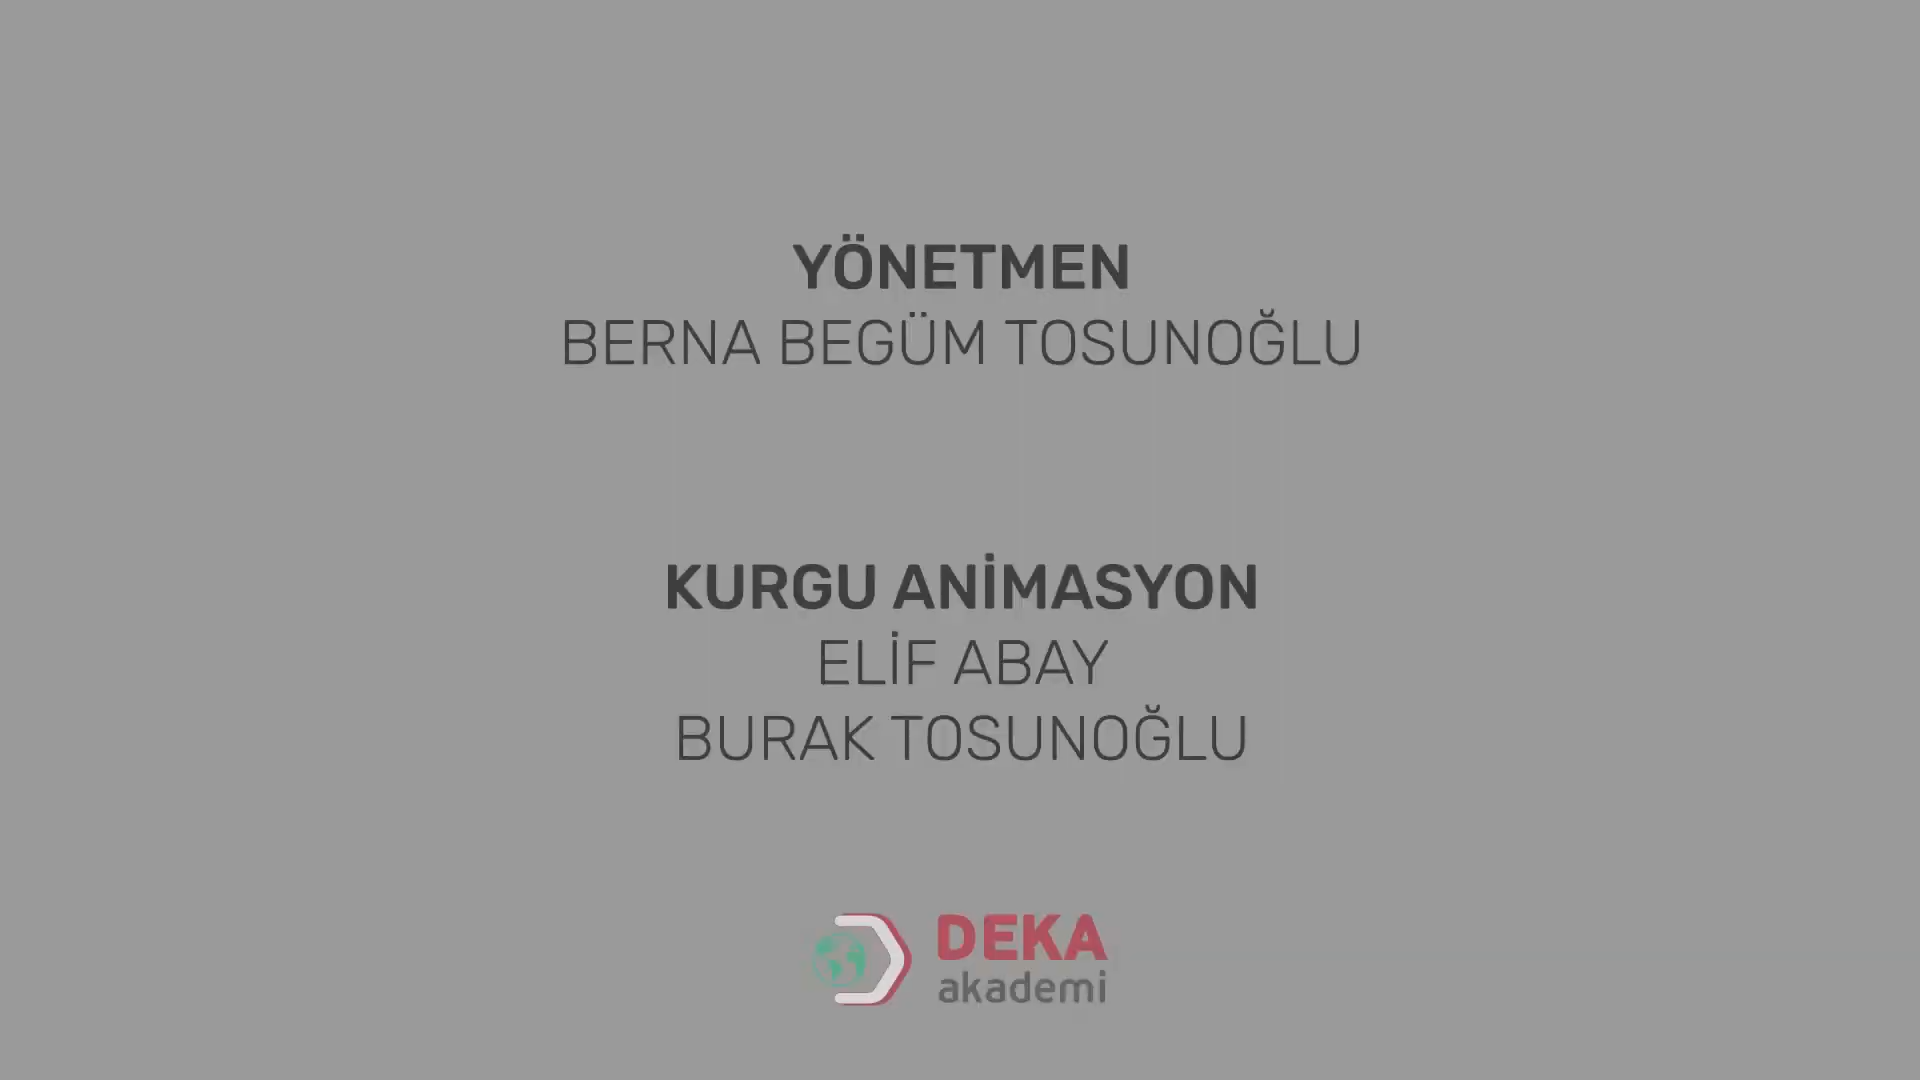 YÖNETMEN
BERNA BEGÜM TOSUNOĞLU
KURGU ANİMASYON
ELİF ABAY
BURAK TOSUNOĞLU
DEKA
akademi